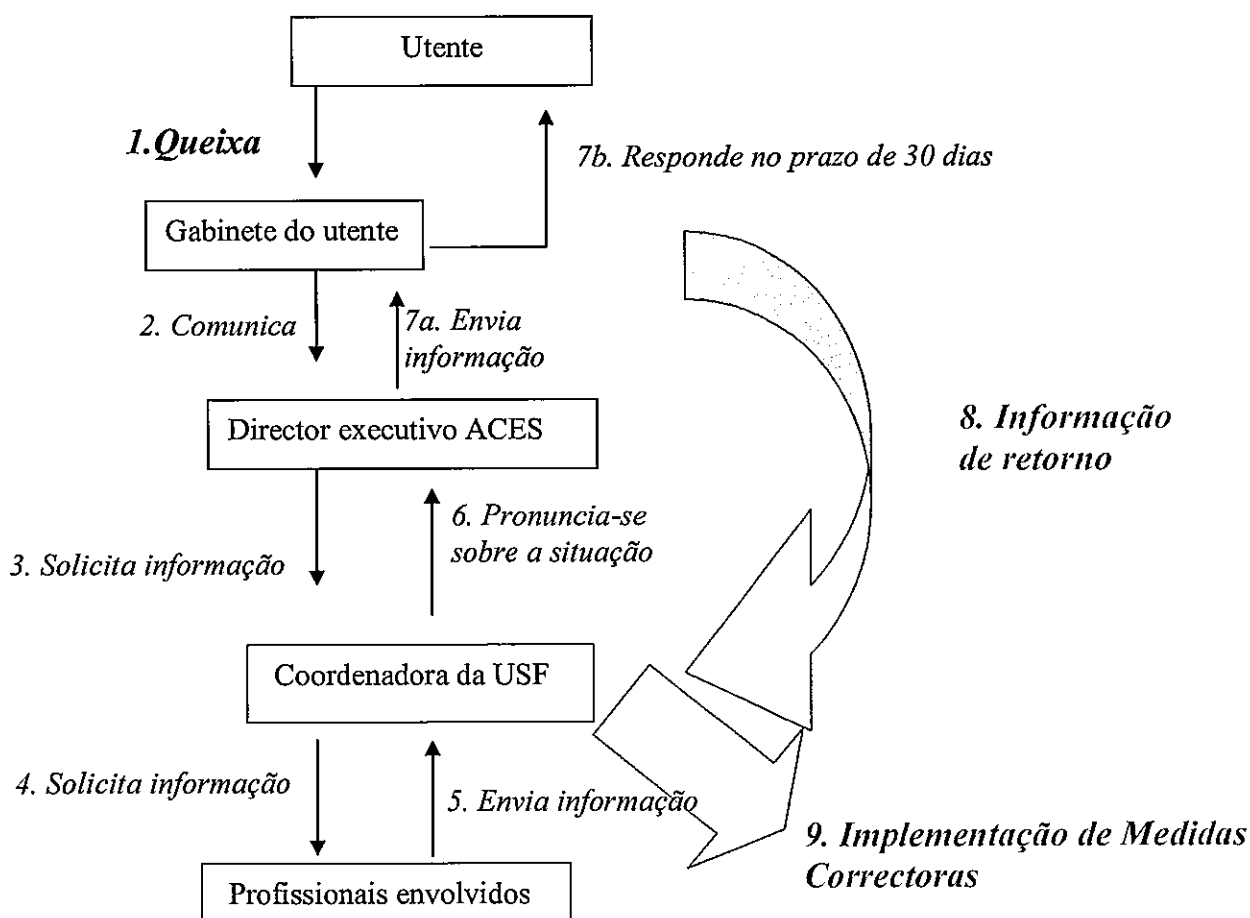 Utente
1.Queixa
7b. Responde no prazo de 30 dias
Gabinete do utente
2. Comunica
7a. Envia
informação
Director executivo ACES
8. Informação
de retorno
6. Pronuncia-se
sobre a situação
3. Solicita informação
Coordenadora da USF
4. Solicita informação
5. Envia informação
9. Implementação de Medidas
Correctoras
Profissionais envolvidos